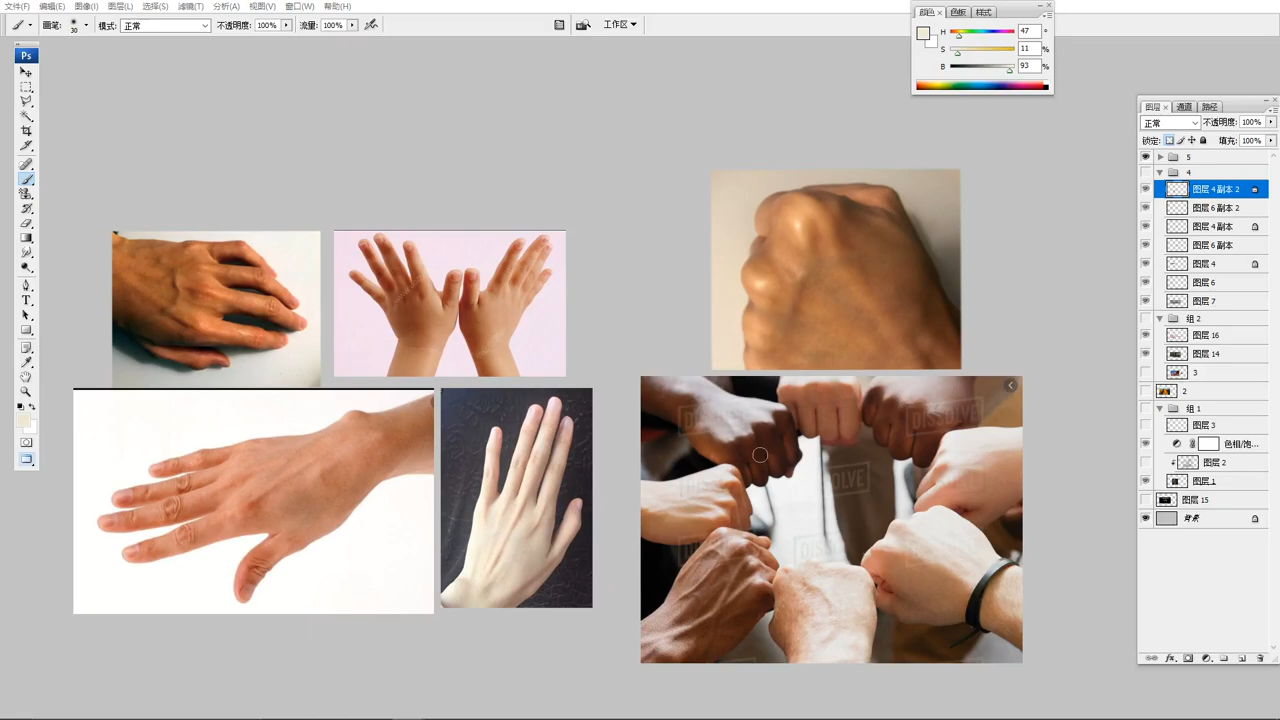 文件(F) 编辑(E) 图像(I) 图层(L) 选择(S) 滤镜(T) 分析(A) 视图(V) 窗口(W) 帮助(H)
画笔: 30 模式: 正常 不透明度: 100% 流量: 100% 工作区
颜色 色板 样式
H 47 °
S 11 %
B 93 %
Ps
图层 通道 路径
正常 不透明度: 100%
锁定: 填充: 100%
5
4
图层 4 副本 2
图层 6 副本 2
图层 4 副本
图层 6 副本
图层 4
图层 6
图层 7
组 2
图层 16
图层 14
3
2
组 1
图层 3
色相/饱...
图层 2
图层 1
图层 15
背景
DISSOLVE